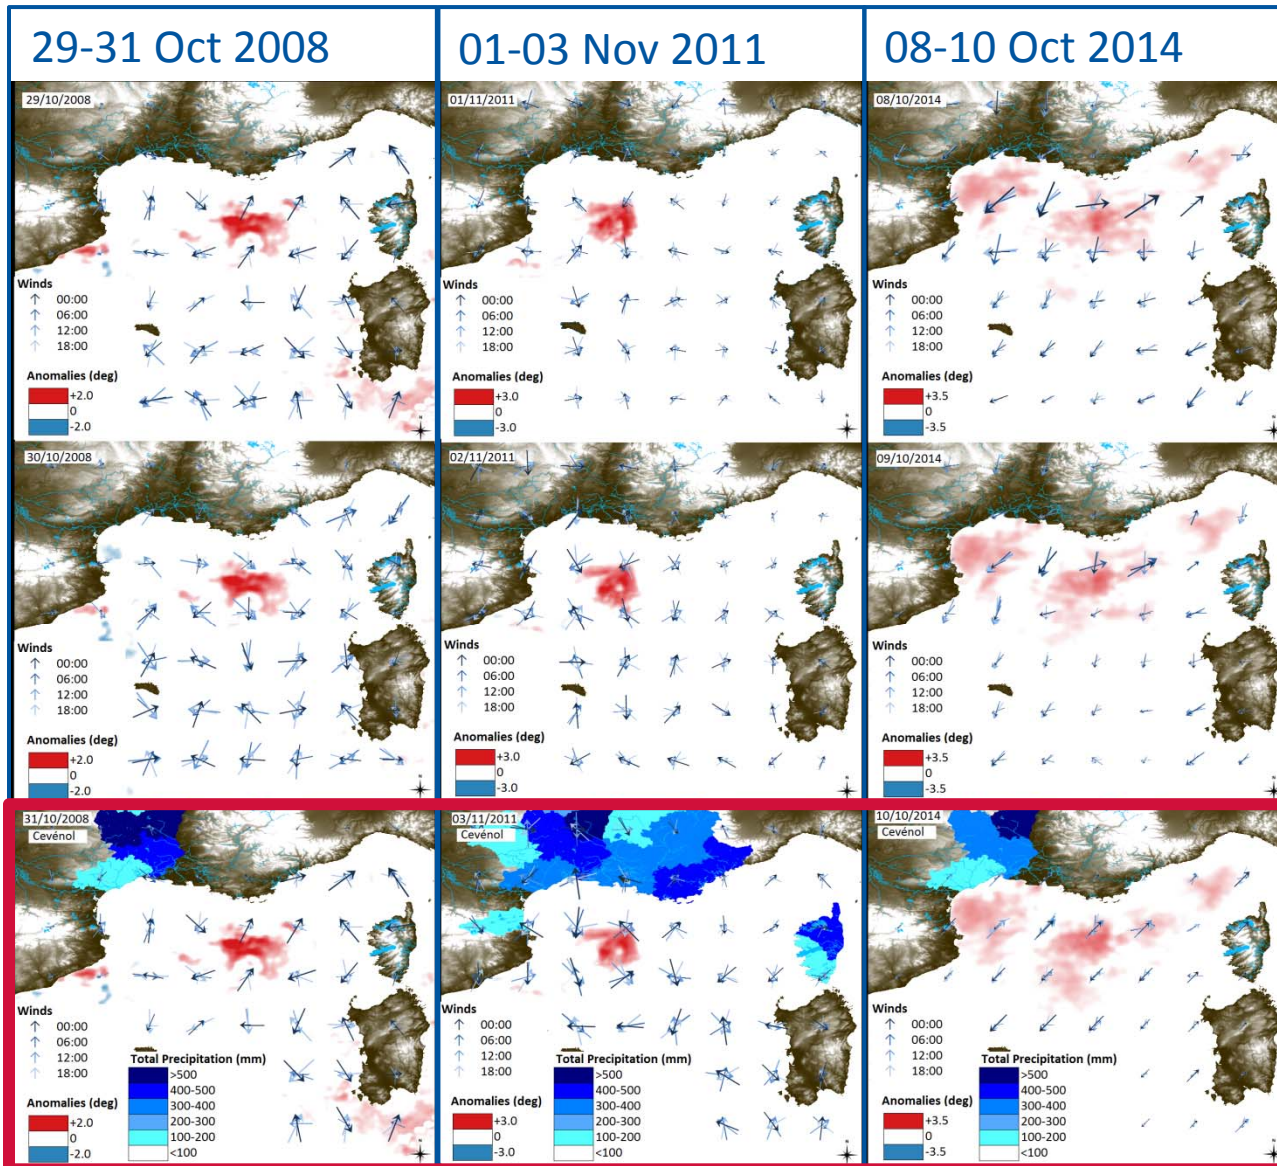 29-31 Oct 2008
01-03 Nov 2011
08-10 Oct 2014
29/10/2008
Winds
00:00
06:00
12:00
18:00
Anomalies (deg)
+2.0
0
-2.0
N
01/11/2011
Winds
00:00
06:00
12:00
18:00
Anomalies (deg)
+3.0
0
-3.0
N
08/10/2014
Winds
00:00
06:00
12:00
18:00
Anomalies (deg)
+3.5
0
-3.5
N
30/10/2008
Winds
00:00
06:00
12:00
18:00
Anomalies (deg)
+2.0
0
-2.0
N
02/11/2011
Winds
00:00
06:00
12:00
18:00
Anomalies (deg)
+3.0
0
-3.0
N
09/10/2014
Winds
00:00
06:00
12:00
18:00
Anomalies (deg)
+3.5
0
-3.5
N
31/10/2008
Cevénol
Winds
00:00
06:00
12:00
18:00
Anomalies (deg)
+2.0
0
-2.0
Total Precipitation (mm)
>500
400-500
300-400
200-300
100-200
<100
N
03/11/2011
Cevénol
Winds
00:00
06:00
12:00
18:00
Anomalies (deg)
+3.0
0
-3.0
Total Precipitation (mm)
>500
400-500
300-400
200-300
100-200
<100
N
10/10/2014
Cevénol
Winds
00:00
06:00
12:00
18:00
Anomalies (deg)
+3.5
0
-3.5
Total Precipitation (mm)
>500
400-500
300-400
200-300
100-200
<100
N